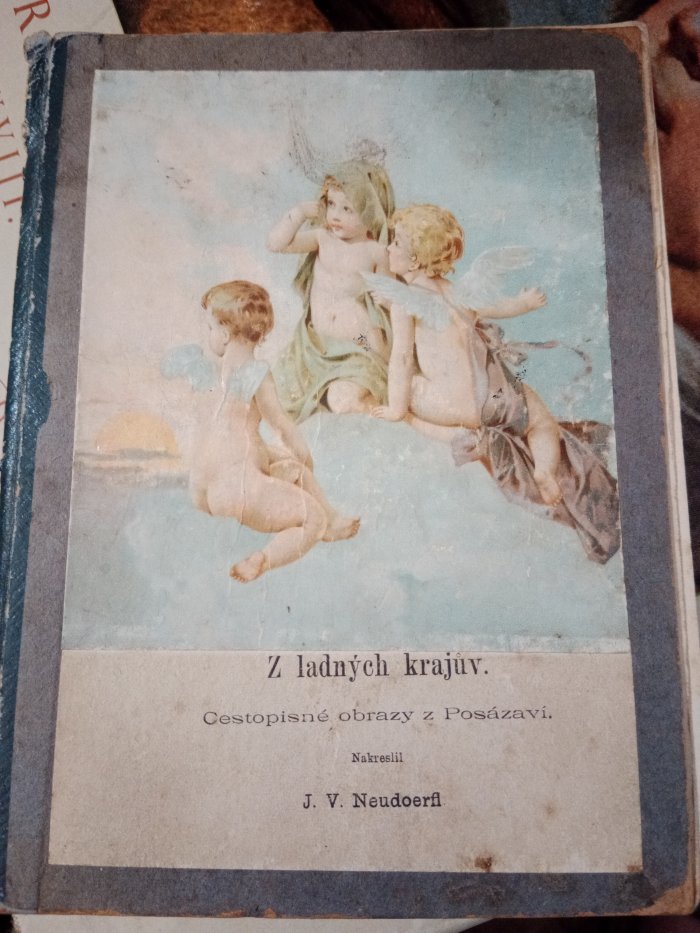 Z ladných krajův.
Cestopisné obrazy z Posázaví.
Nakreslil
J. V. Neudoerfl